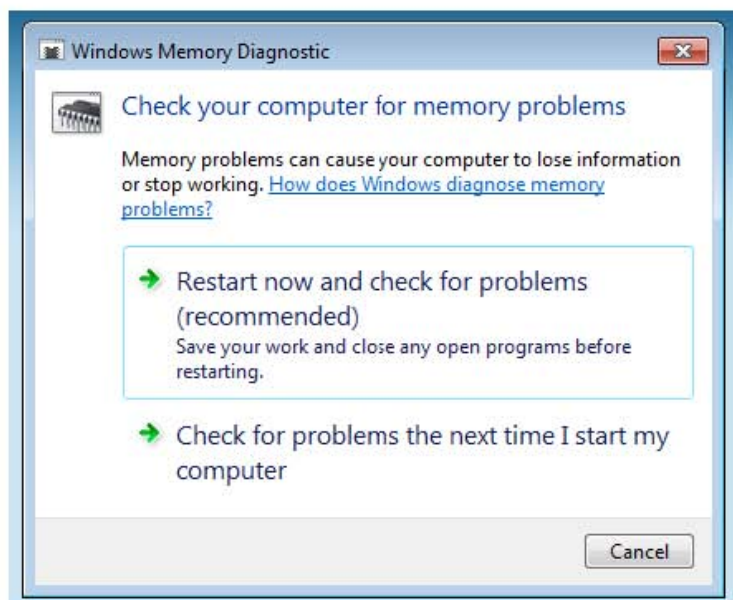 Windows Memory Diagnostic
Check your computer for memory problems
Memory problems can cause your computer to lose information
or stop working. How does Windows diagnose memory
problems?
Restart now and check for problems
(recommended)
Save your work and close any open programs before
restarting.
Check for problems the next time I start my
computer
Cancel